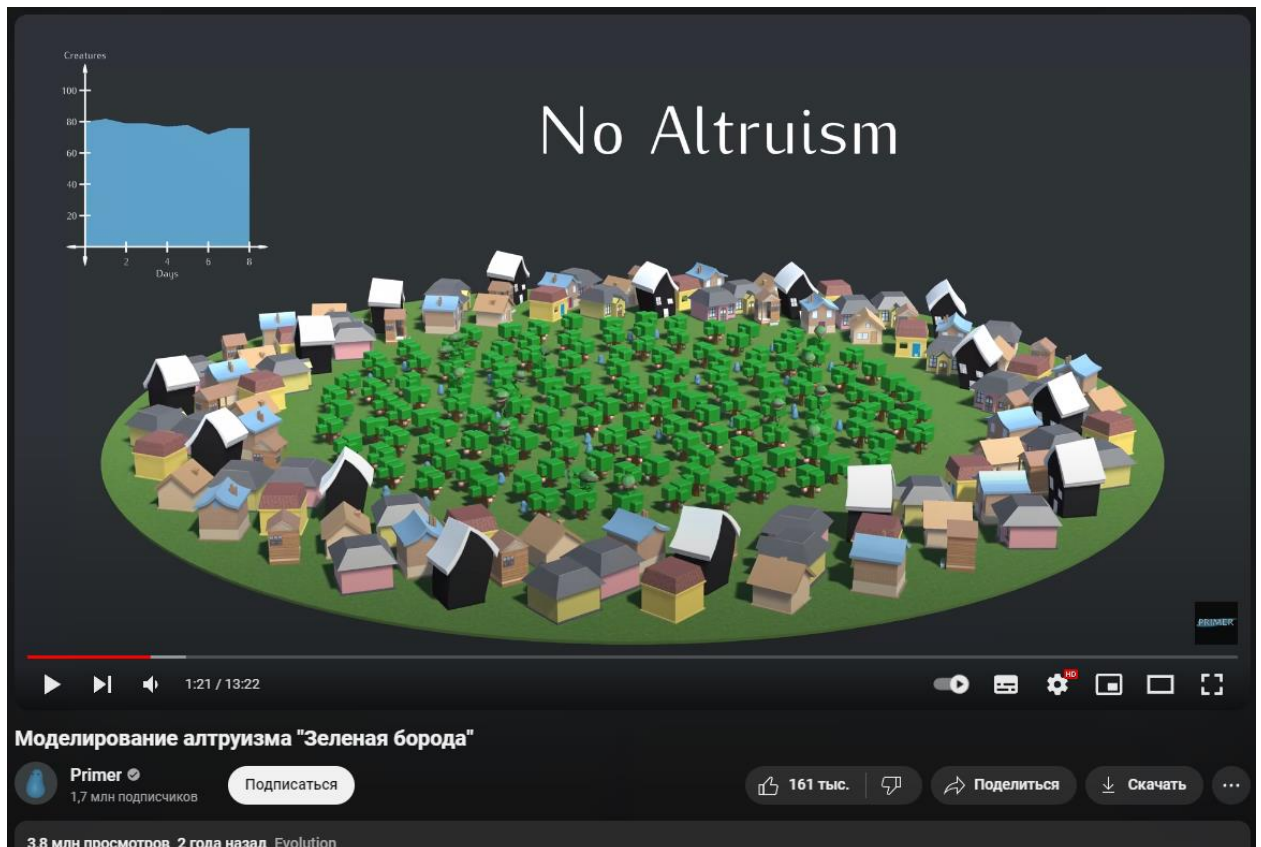 Creatures
100
80
60
40
20
2 4 6 8
Days
No Altruism
PRIMER
1:21 / 13:22
HD
Моделирование алтруизма "Зеленая борода"
Primer
1,7 млн подписчиков
Подписаться
161 тыс.
Поделиться
Скачать
3,8 млн просмотров 2 года назад Evolution